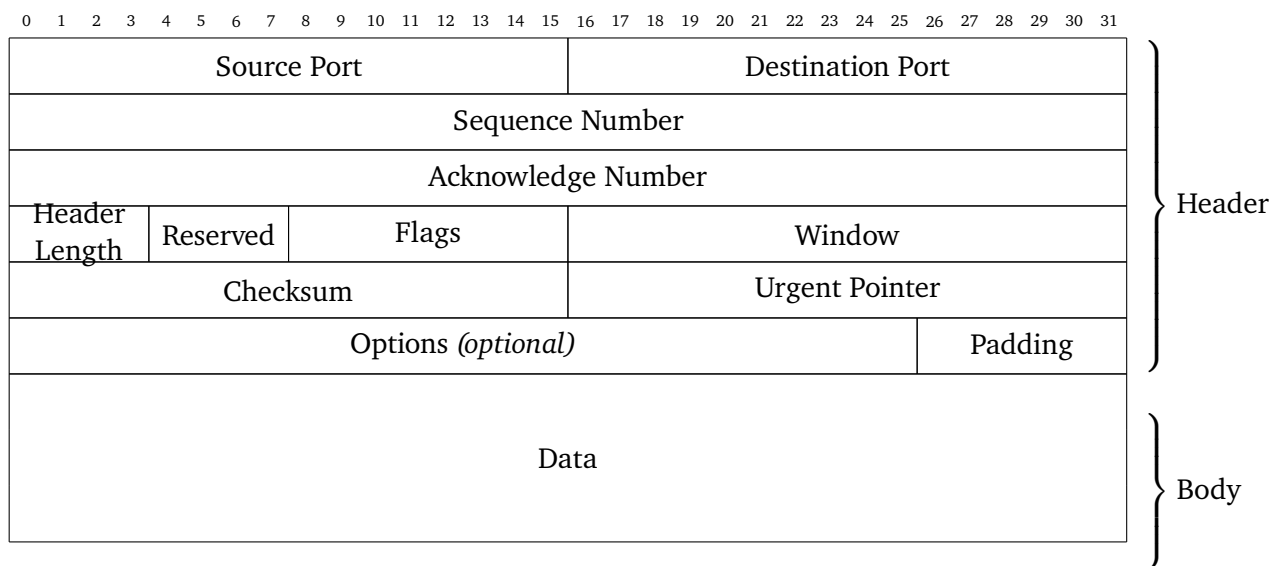 0 1 2 3 4 5 6 7 8 9 10 11 12 13 14 15 16 17 18 19 20 21 22 23 24 25 26 27 28 29 30 31
Source Port Destination Port
Sequence Number
Acknowledge Number
Header
Header
Length Reserved Flags Window
Checksum Urgent Pointer
Options (optional) Padding
Data
Body